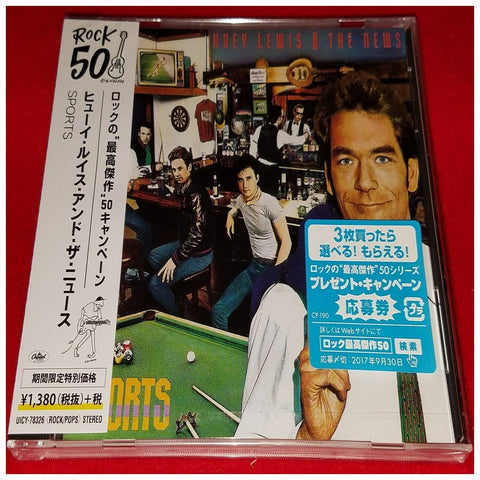 ROCK
50
ロックの"最高傑作"50キャンペーン
ヒューイ・ルイス・アンド・ザ・ニュース
SPORTS
Capitol
期間限定特別価格
¥1,380(税抜)+税
UICY-78326 (ROCK/POPS) STEREO
HUEY LEWIS & THE NEWS
3枚買ったら
選べる!もらえる!
ロックの"最高傑作"50シリーズ
プレゼント・キャンペーン
CP-190
応募券
プラ
詳しくはWebサイトにて
ロック最高傑作50
検索
応募〆切:2017年9月30日
ORTS